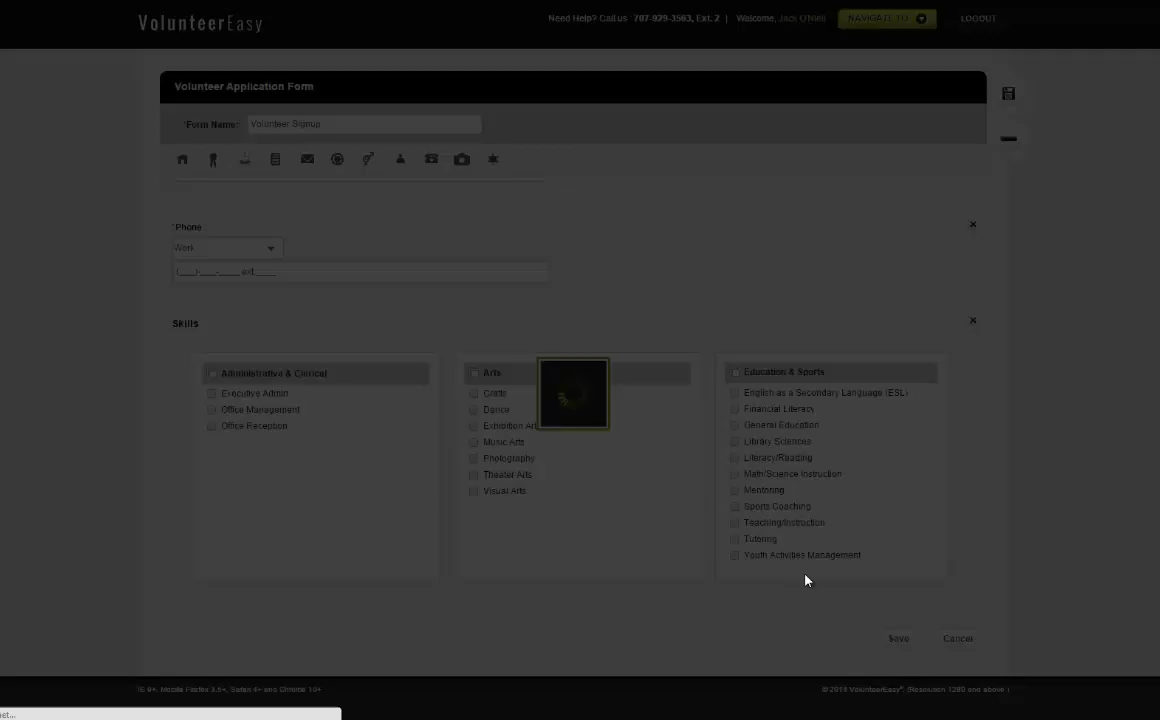 VolunteerEasy
Need Help? Call us : 707-929-3563, Ext. 2 | Welcome, Jack O'Neil
NAVIGATE TO
LOGOUT
Volunteer Application Form
*Form Name: Volunteer Signup
*Phone
Work
(___)-___-____ ext.____
Skills
Administrative & Clerical
Executive Admin
Office Management
Office Reception
Arts
Crafts
Dance
Exhibition Art
Music Arts
Photography
Theater Arts
Visual Arts
Education & Sports
English as a Secondary Language (ESL)
Financial Literacy
General Education
Library Sciences
Literacy/Reading
Math/Science Instruction
Mentoring
Sports Coaching
Teaching/Instruction
Tutoring
Youth Activities Management
Save
Cancel
IE 9+, Mozilla Firefox 3.5+, Safari 4+ and Chrome 10+
© 2014 VolunteerEasy®. (Resolution 1280 and above )